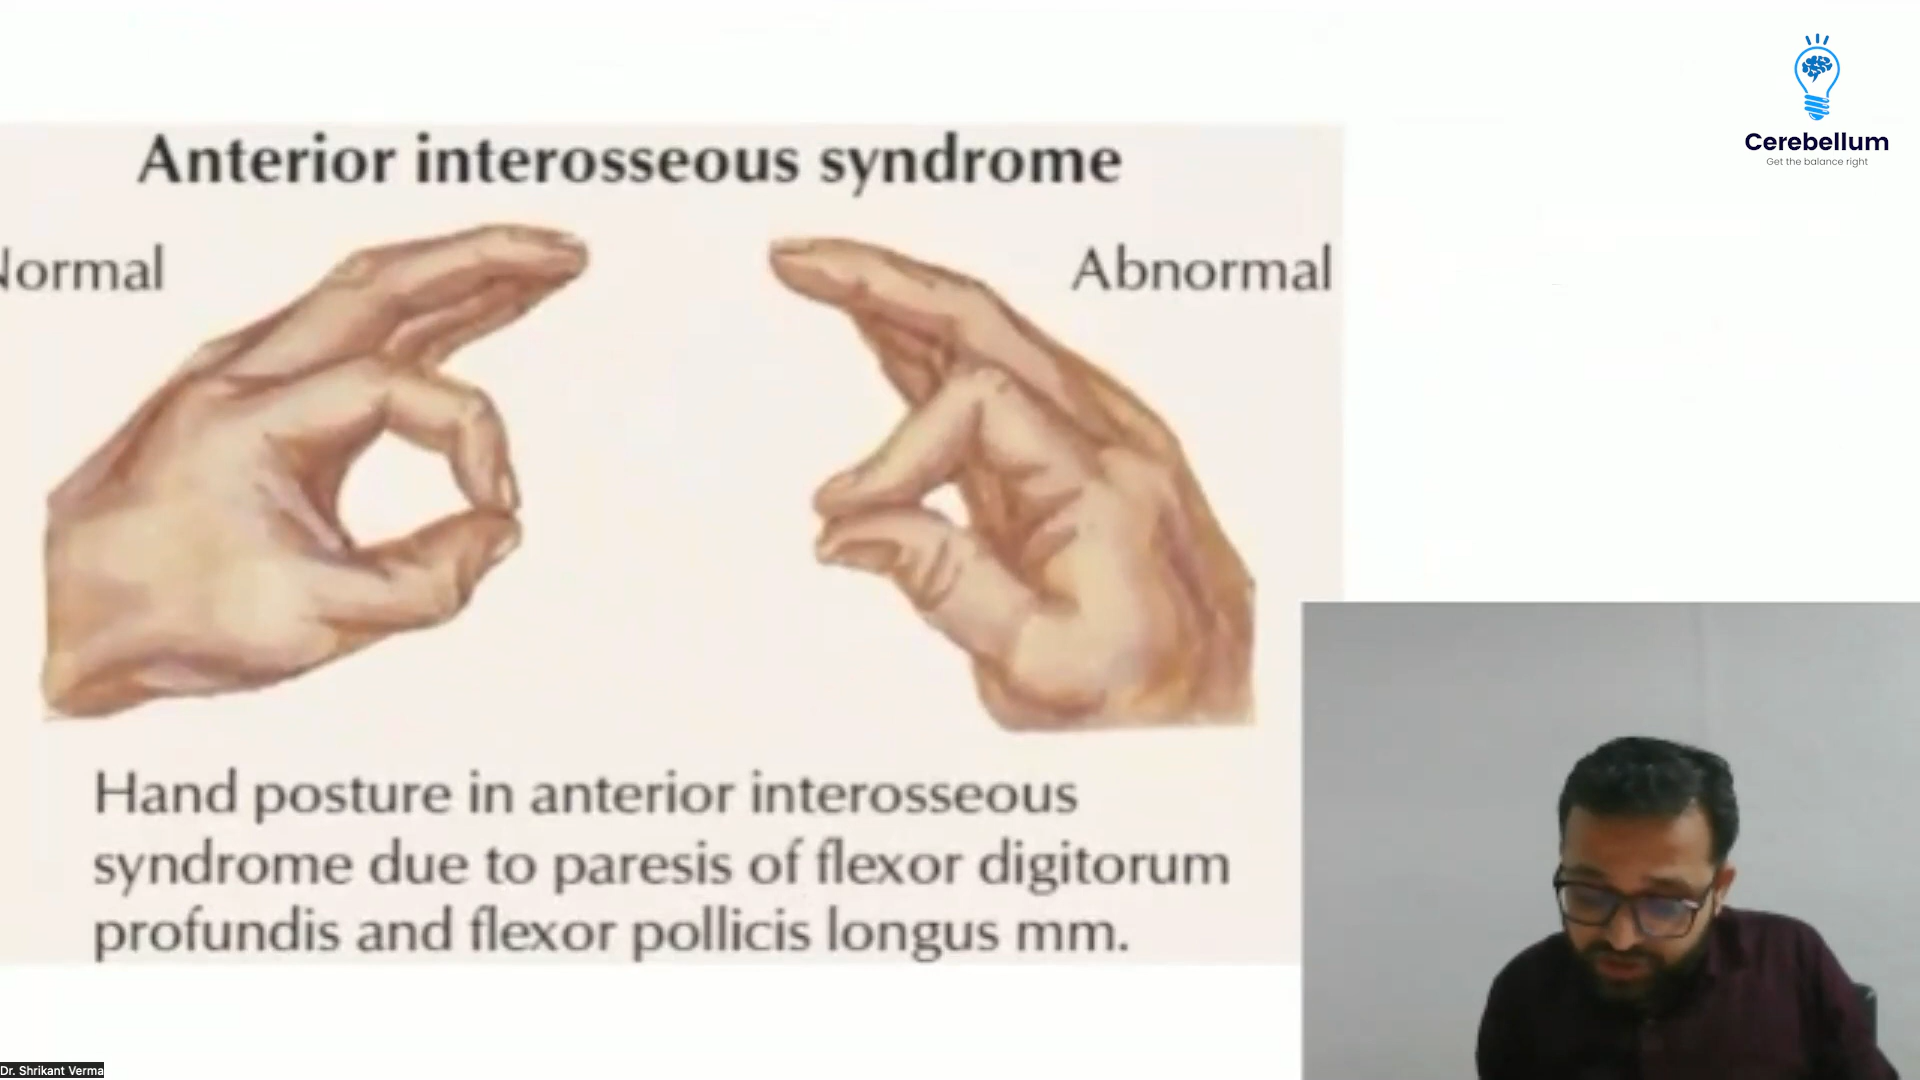 Cerebellum
Get the balance right
Anterior interosseous syndrome
Normal
Abnormal
Hand posture in anterior interosseous
syndrome due to paresis of flexor digitorum
profundis and flexor pollicis longus mm.
Dr. Shrikant Verma